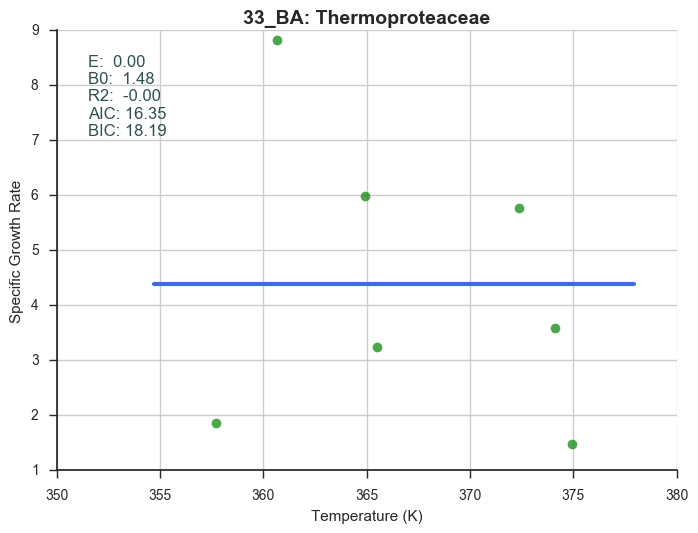 33_BA: Thermoproteaceae
E:  0.00
B0:  1.48
R2:  -0.00
AIC: 16.35
BIC: 18.19
Specific Growth Rate
9
8
7
6
5
4
3
2
1
350 355 360 365 370 375 380
Temperature (K)